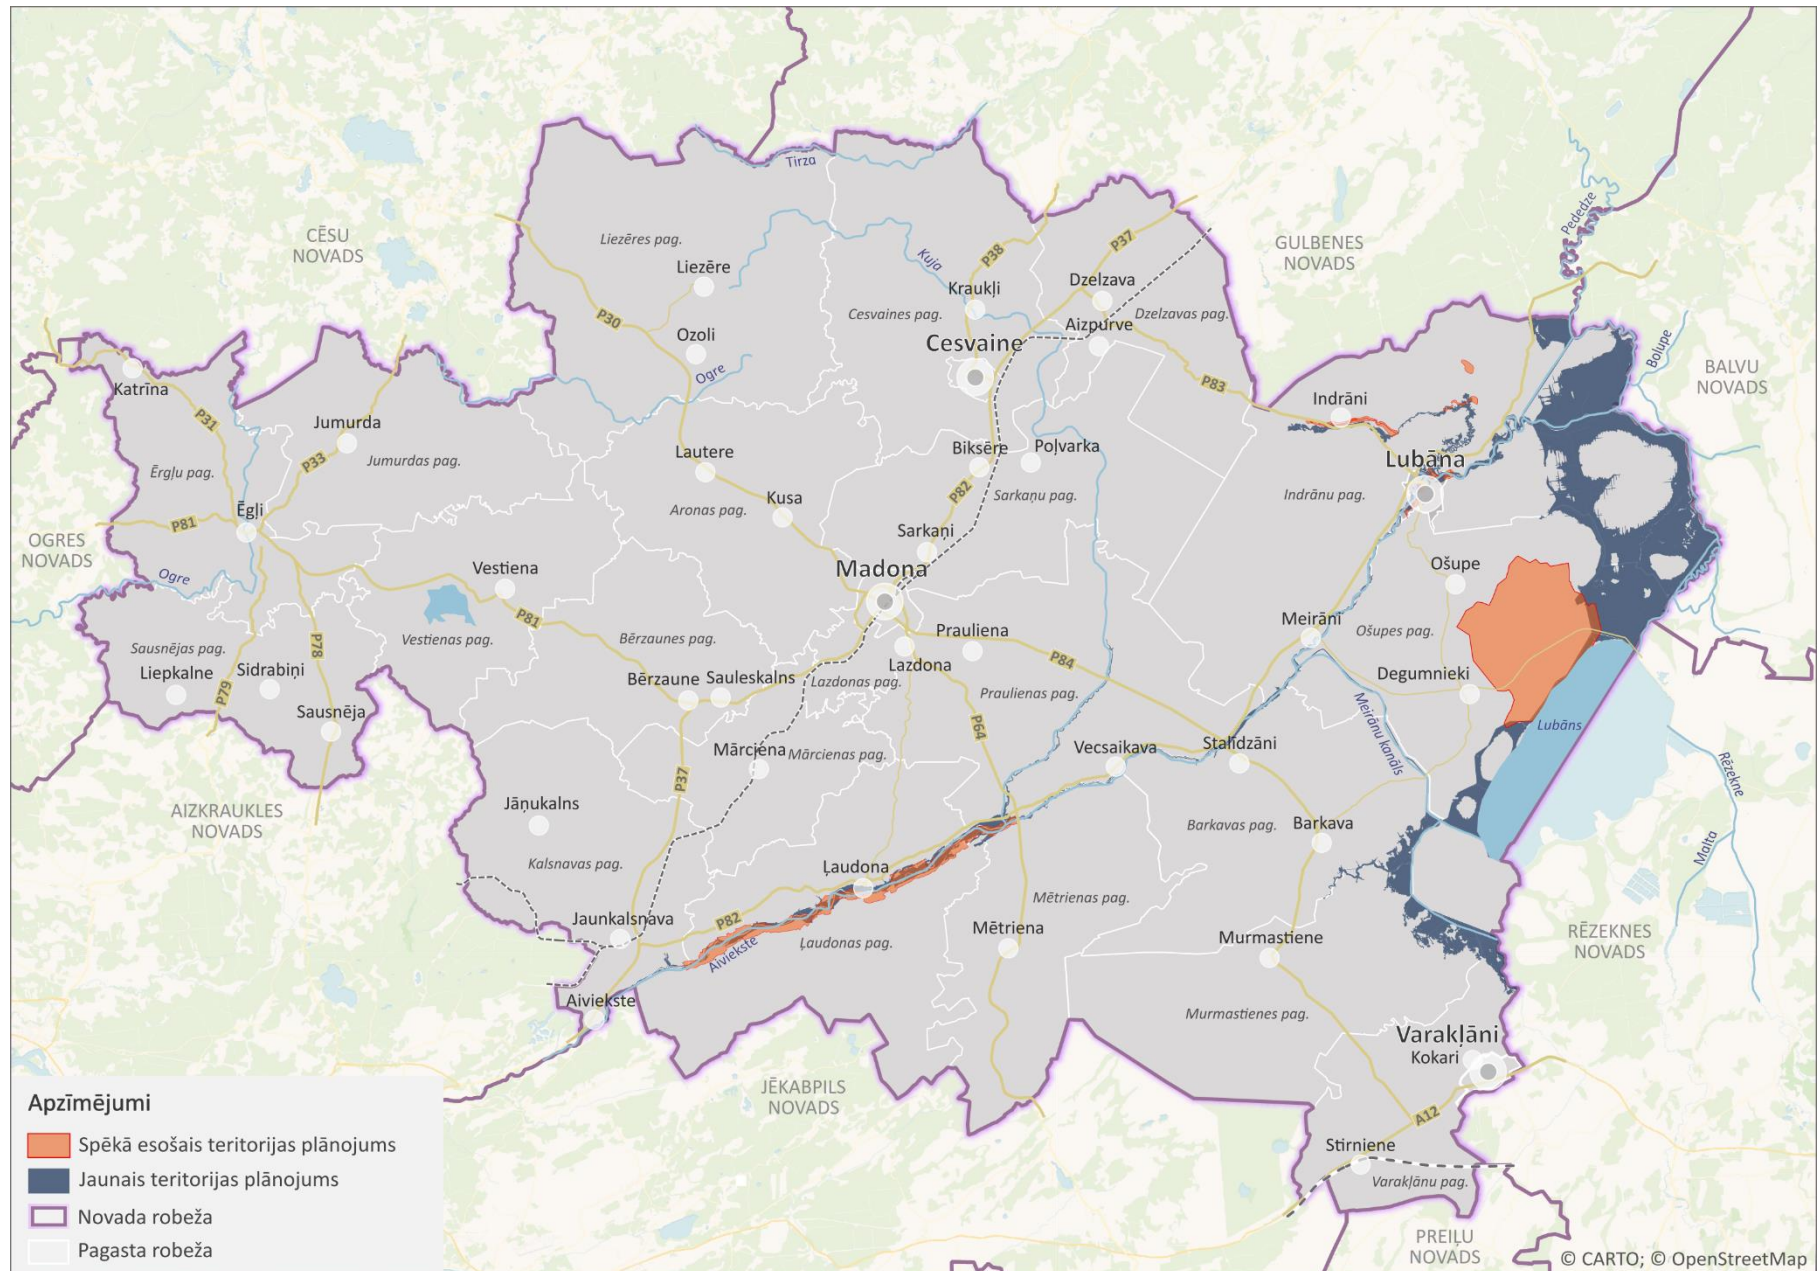 Tirza
Pededze
CĒSU
NOVADS
Liezēres pag.
GULBENES
NOVADS
P37
P38
Kuja
Liezēre
Kraukļi
Dzelzava
Cesvaines pag.
Dzelzavas pag.
P30
Aizpurve
Ozoli
Cesvaine
Bolupe
BALVU
NOVADS
Ogre
Katrīna
P83
Indrāni
P31
Jumurda
P33
Jumurdas pag.
Ērgļu pag.
Lautere
Biksēre
Poļvarka
Lubāna
Kusa
P82
Sarkaņu pag.
Indrānu pag.
Aronas pag.
Ēgļi
P81
Sarkaņi
OGRES
NOVADS
Ogre
Vestiena
Madona
Ošupe
P81
Meirāni
Prauliena
Ošupes pag.
Vestienas pag.
Bērzaunes pag.
Sausnējas pag.
P78
Lazdona
P84
Liepkalne
Sidrabiņi
Bērzaune
Sauleskalns
Lazdonas pag.
Praulienas pag.
Degumnieki
P79
Sausnēja
P64
Meirānu kanāls
Lubāns
Mārciena
Mārcienas pag.
Vecsaikava
Stalīdzāni
Rēzekne
P37
AIZKRAUKLES
NOVADS
Jāņukalns
Barkavas pag.
Barkava
Malta
Kalsnavas pag.
Ļaudona
Mētrienas pag.
Jaunkalsnava
P82
Mētriena
Murmastiene
RĒZEKNES
NOVADS
Ļaudonas pag.
Aiviekste
Aiviekste
Murmastienes pag.
Varakļāni
Kokari
JĒKABPILS
NOVADS
A12
Stirniene
Varakļānu pag.
PREIĻU
NOVADS
Apzīmējumi
Spēkā esošais teritorijas plānojums
Jaunais teritorijas plānojums
Novada robeža
Pagasta robeža
© CARTO; © OpenStreetMap